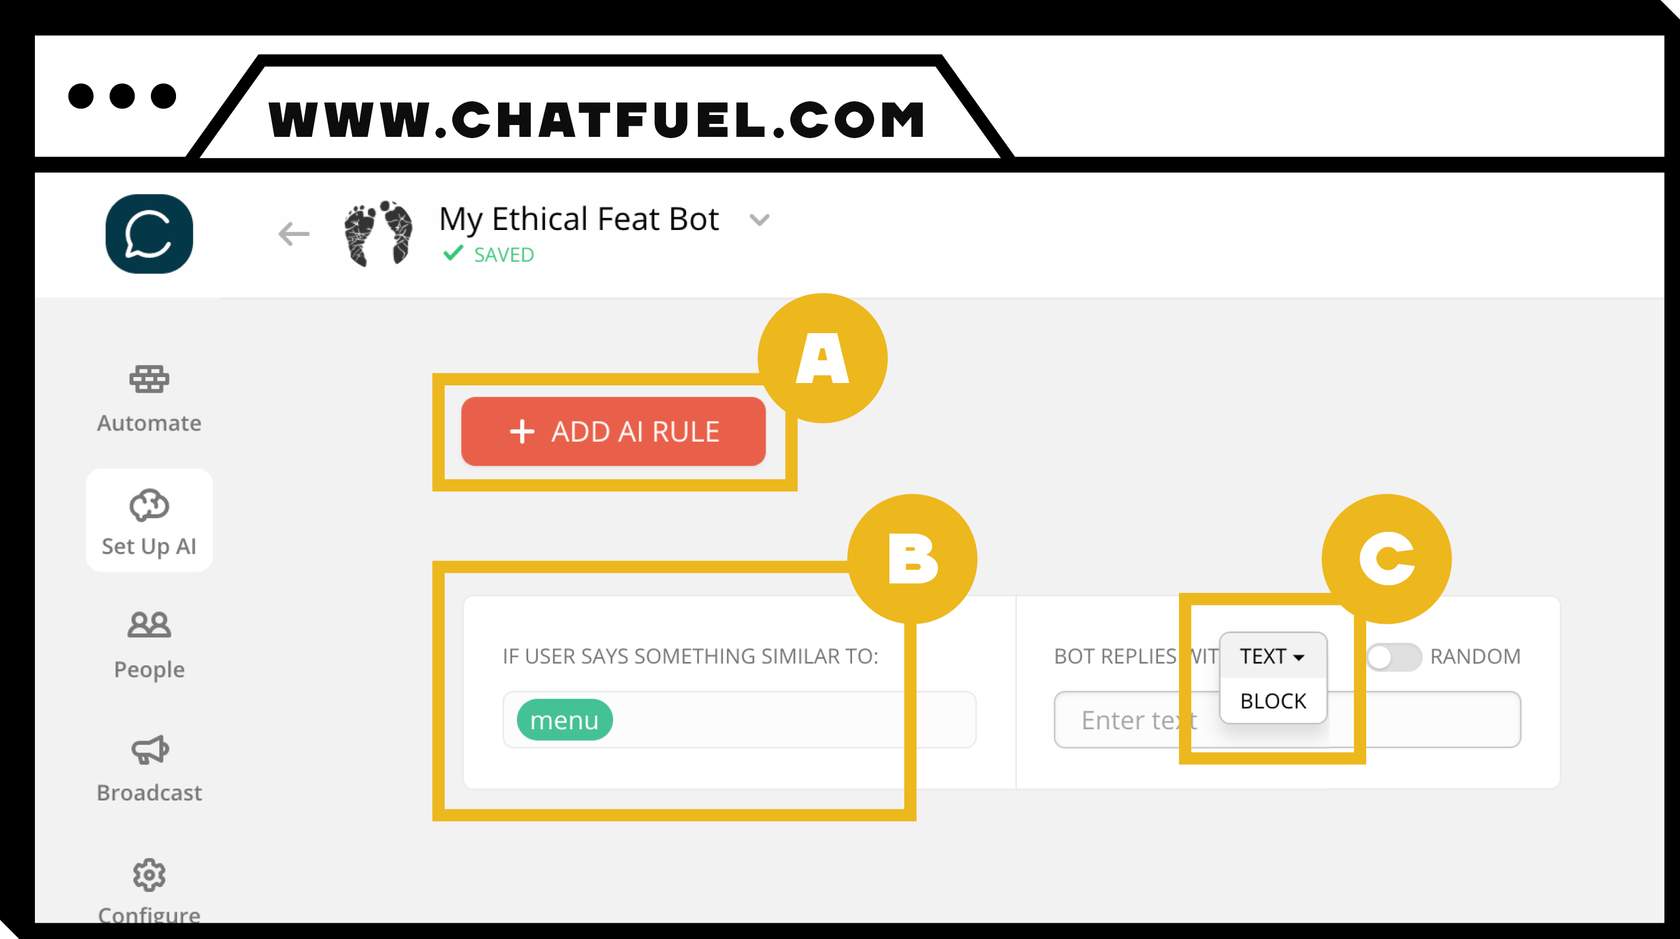 WWW.CHATFUEL.COM
My Ethical Feat Bot
SAVED
A
+ ADD AI RULE
Automate
Set Up AI
People
Broadcast
Configure
B
C
IF USER SAYS SOMETHING SIMILAR TO:
menu
BOT REPLIES WIT
TEXT
RANDOM
BLOCK
Enter text